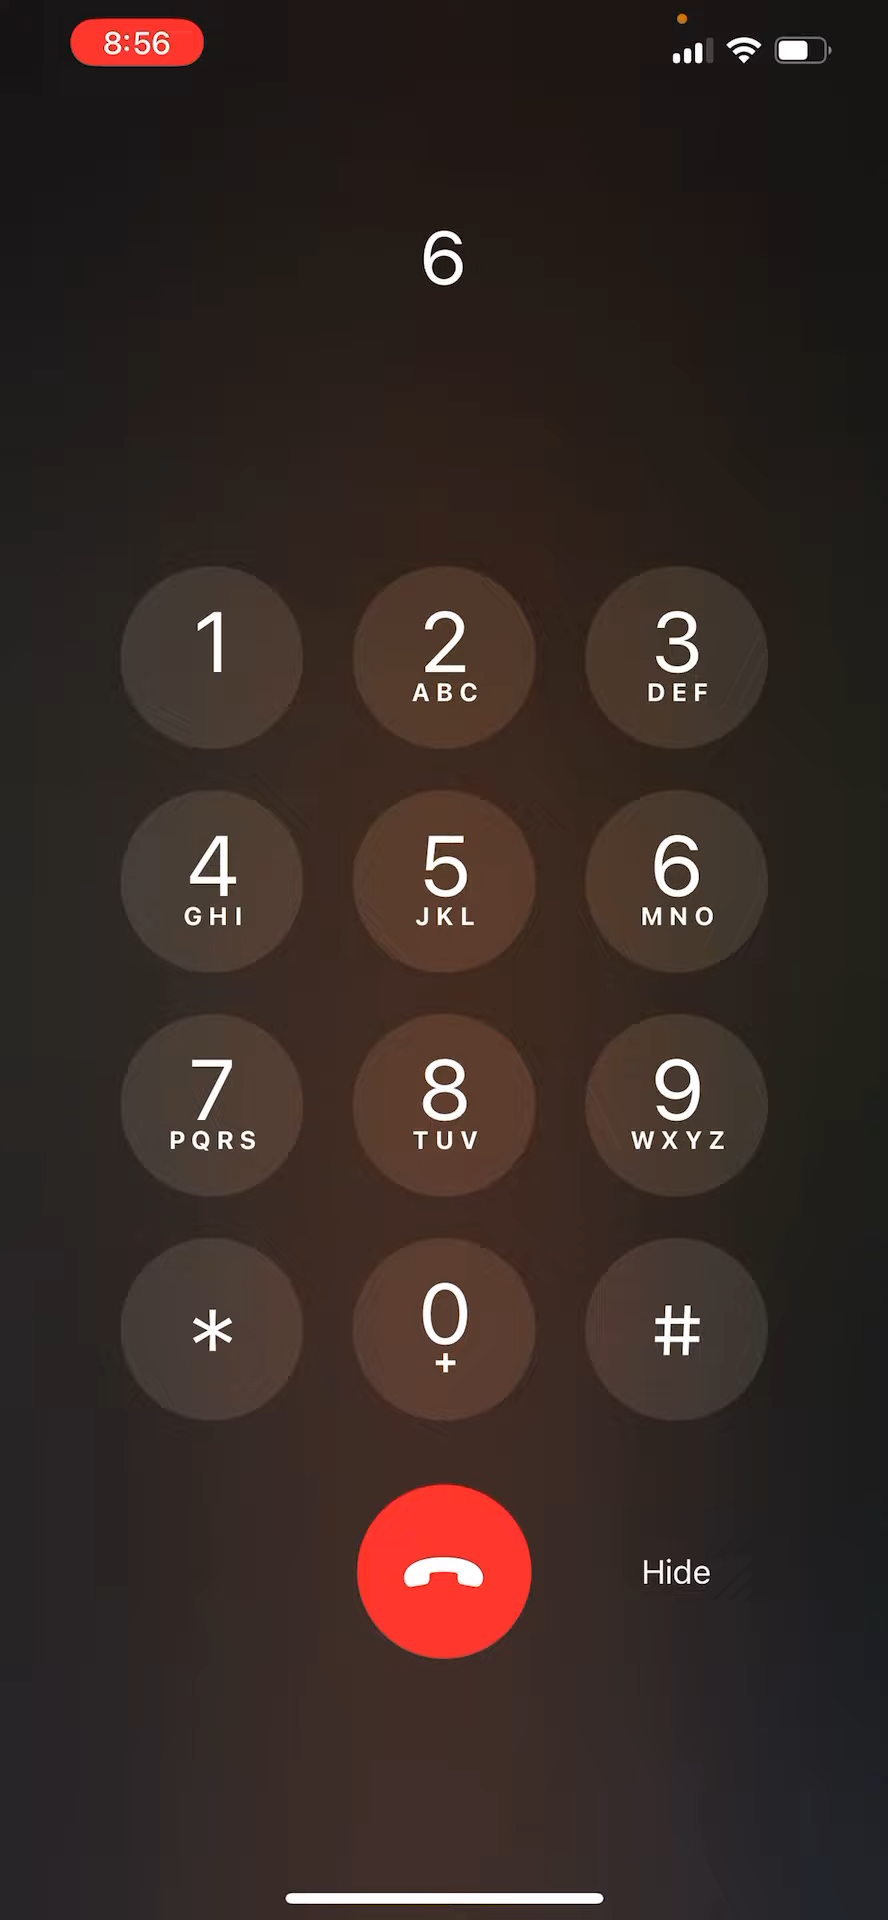 8:56
6
1 2 3
ABC DEF
4 5 6
GHI JKL MNO
7 8 9
PQRS TUV WXYZ
* 0 #
+
Hide